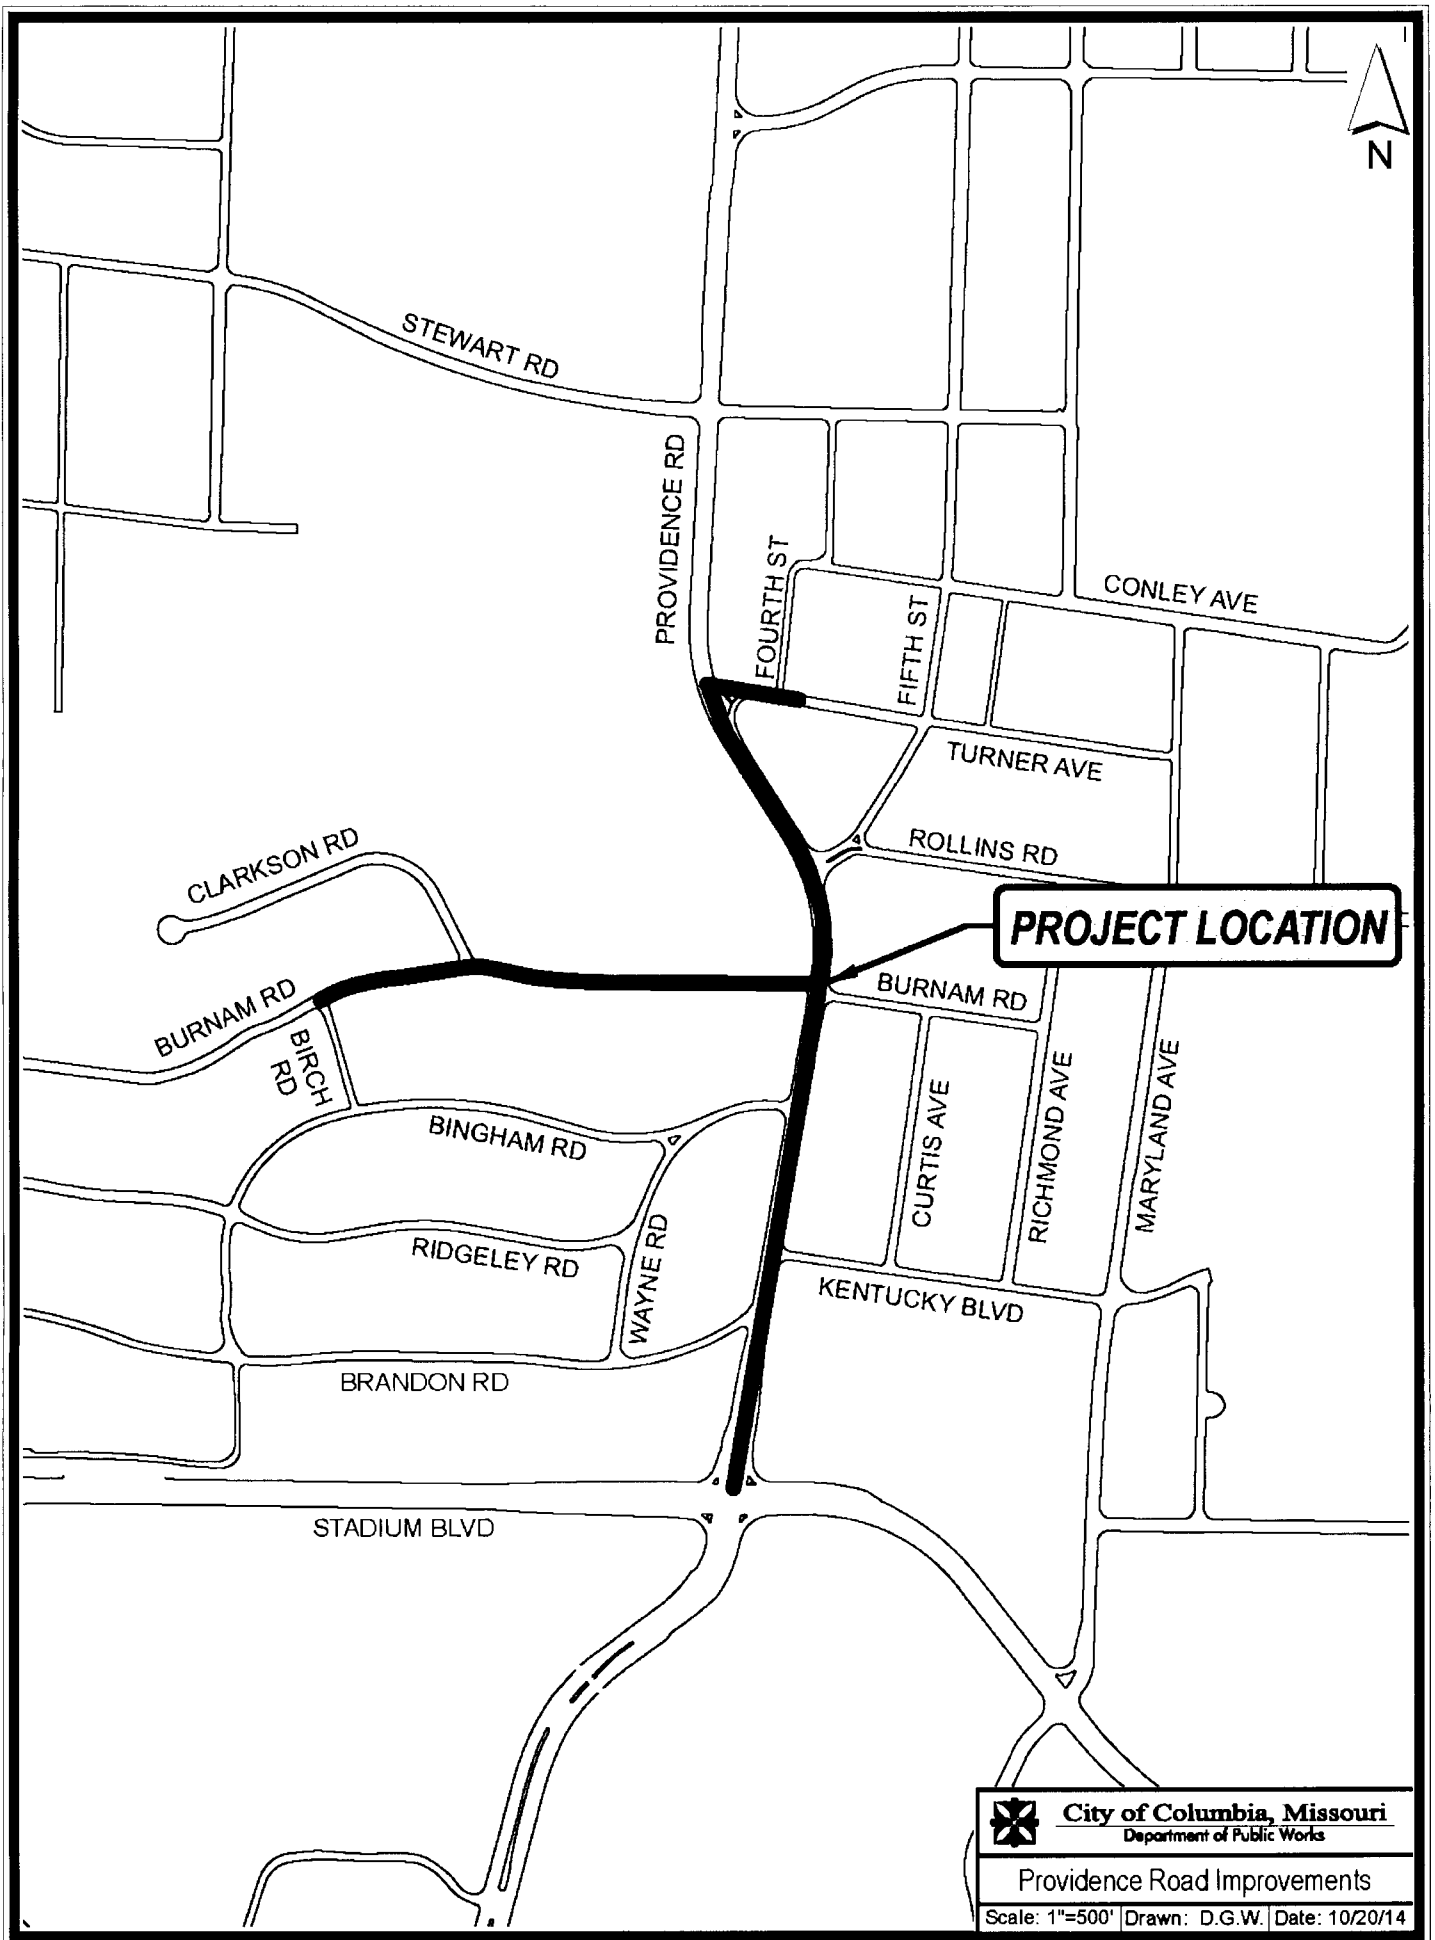 N
STEWART RD
PROVIDENCE RD
FOURTH ST
CONLEY AVE
FIFTH ST
TURNER AVE
CLARKSON RD
ROLLINS RD
PROJECT LOCATION
BURNAM RD
BURNAM RD
BIRCH
RD
BINGHAM RD
CURTIS AVE
RICHMOND AVE
MARYLAND AVE
RIDGELEY RD
WAYNE RD
KENTUCKY BLVD
BRANDON RD
STADIUM BLVD
City of Columbia, Missouri
Department of Public Works
Providence Road Improvements
Scale: 1"=500' Drawn: D.G.W. Date: 10/20/14